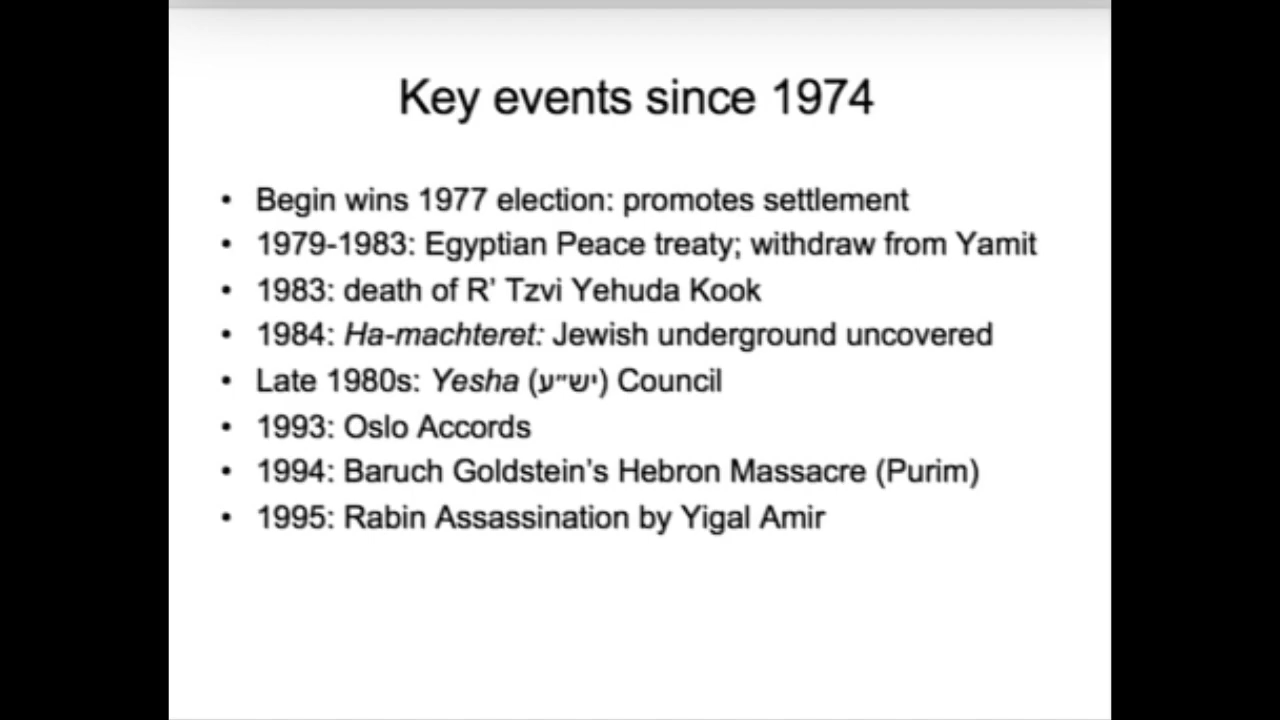 Key events since 1974
• Begin wins 1977 election: promotes settlement
• 1979-1983: Egyptian Peace treaty; withdraw from Yamit
• 1983: death of R' Tzvi Yehuda Kook
• 1984: Ha-machteret: Jewish underground uncovered
• Late 1980s: Yesha (יש״ע) Council
• 1993: Oslo Accords
• 1994: Baruch Goldstein's Hebron Massacre (Purim)
• 1995: Rabin Assassination by Yigal Amir